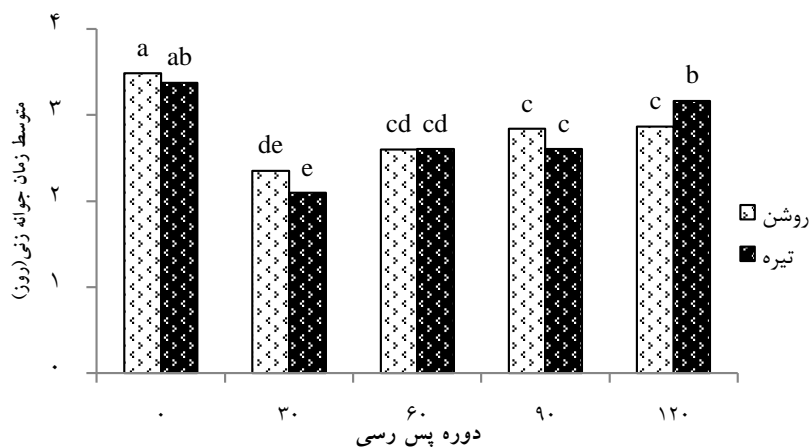 متوسط زمان جوانه زنی(روز)
۴
۳
۲
۱
۰
a
ab
de
e
cd
cd
c
c
c
b
روشن
تیره
۰
۳۰
۶۰
۹۰
۱۲۰
دوره پس رسی